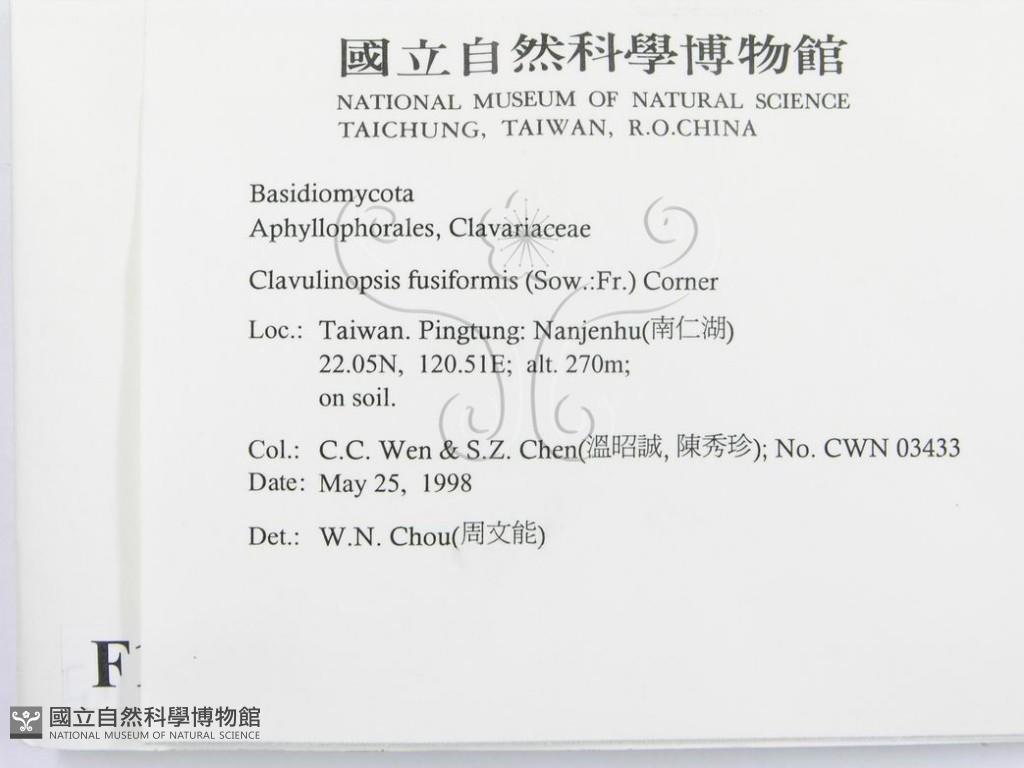 國立自然科學博物館
NATIONAL MUSEUM OF NATURAL SCIENCE
TAICHUNG, TAIWAN, R.O.CHINA
Basidiomycota
Aphyllophorales, Clavariaceae
Clavulinopsis fusiformis (Sow.:Fr.) Corner
Loc.: Taiwan. Pingtung: Nanjenhu(南仁湖)
22.05N, 120.51E; alt. 270m;
on soil.
Col.: C.C. Wen & S.Z. Chen(溫昭誠, 陳秀珍); No. CWN 03433
Date: May 25, 1998
Det.: W.N. Chou(周文能)
國立自然科學博物館
NATIONAL MUSEUM OF NATURAL SCIENCE